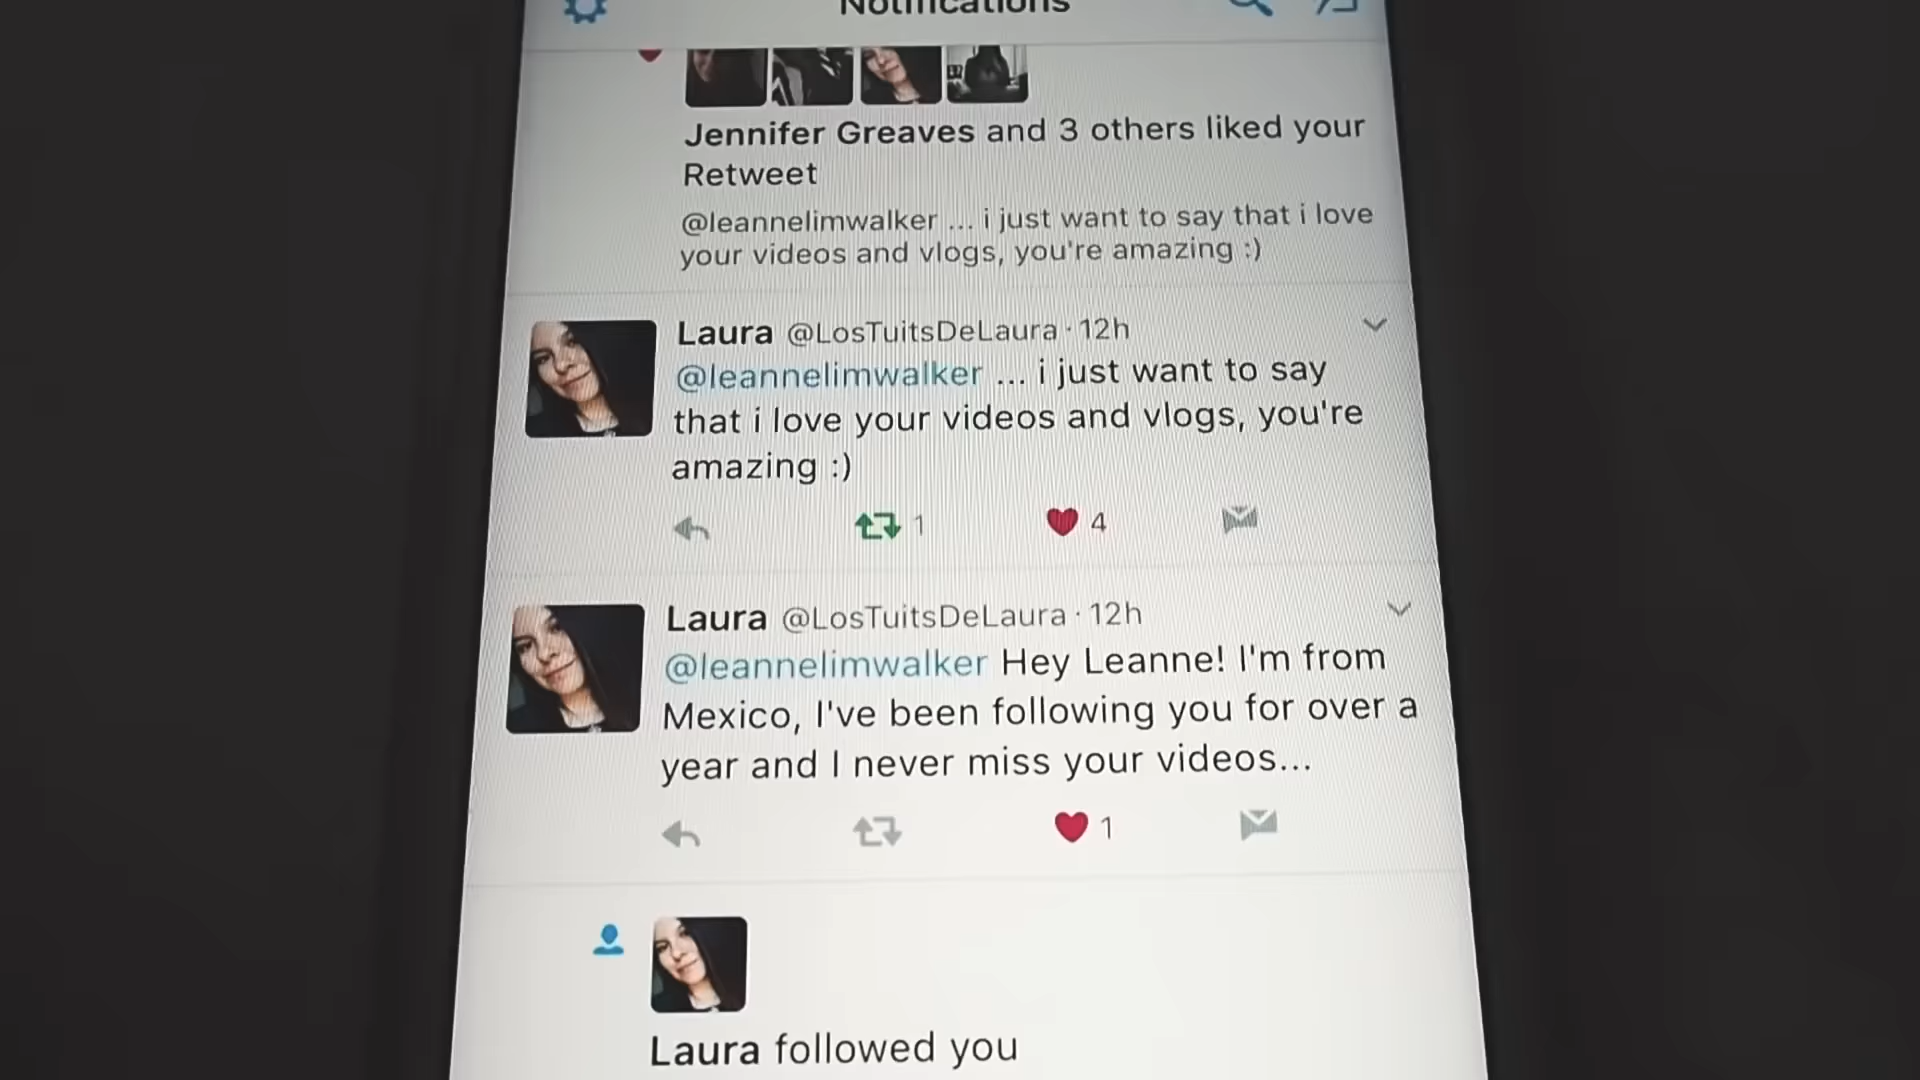 Notifications
Jennifer Greaves and 3 others liked your
Retweet
@leannelimwalker ... i just want to say that i love
your videos and vlogs, you're amazing :)
Laura @LosTuitsDeLaura · 12h
@leannelimwalker ... i just want to say
that i love your videos and vlogs, you're
amazing :)
1 4
Laura @LosTuitsDeLaura · 12h
@leannelimwalker Hey Leanne! I'm from
Mexico, I've been following you for over a
year and I never miss your videos...
1
Laura followed you